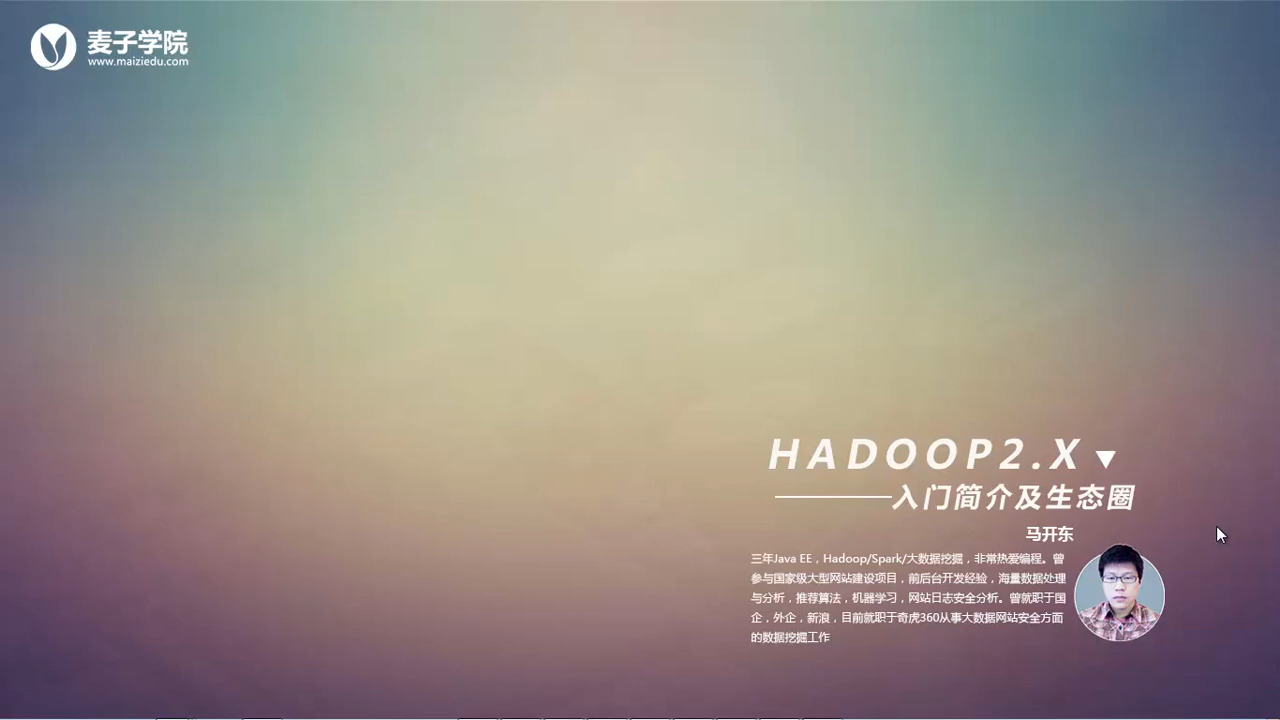 麦子学院
www.maiziedu.com
HADOOP2.X
入门简介及生态圈
马开东
三年Java EE，Hadoop/Spark/大数据挖掘，非常热爱编程。曾
参与国家级大型网站建设项目，前后台开发经验，海量数据处理
与分析，推荐算法，机器学习，网站日志安全分析。曾就职于国
企，外企，新浪，目前就职于奇虎360从事大数据网站安全方面
的数据挖掘工作